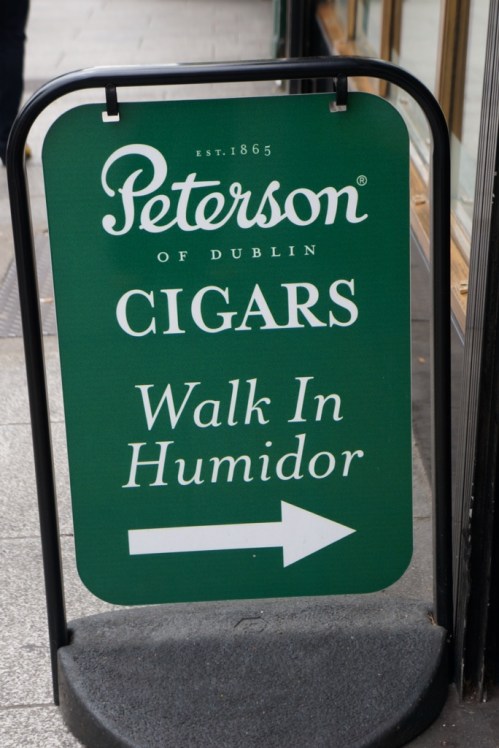 EST. 1865
Peterson®
OF DUBLIN
CIGARS
Walk In
Humidor